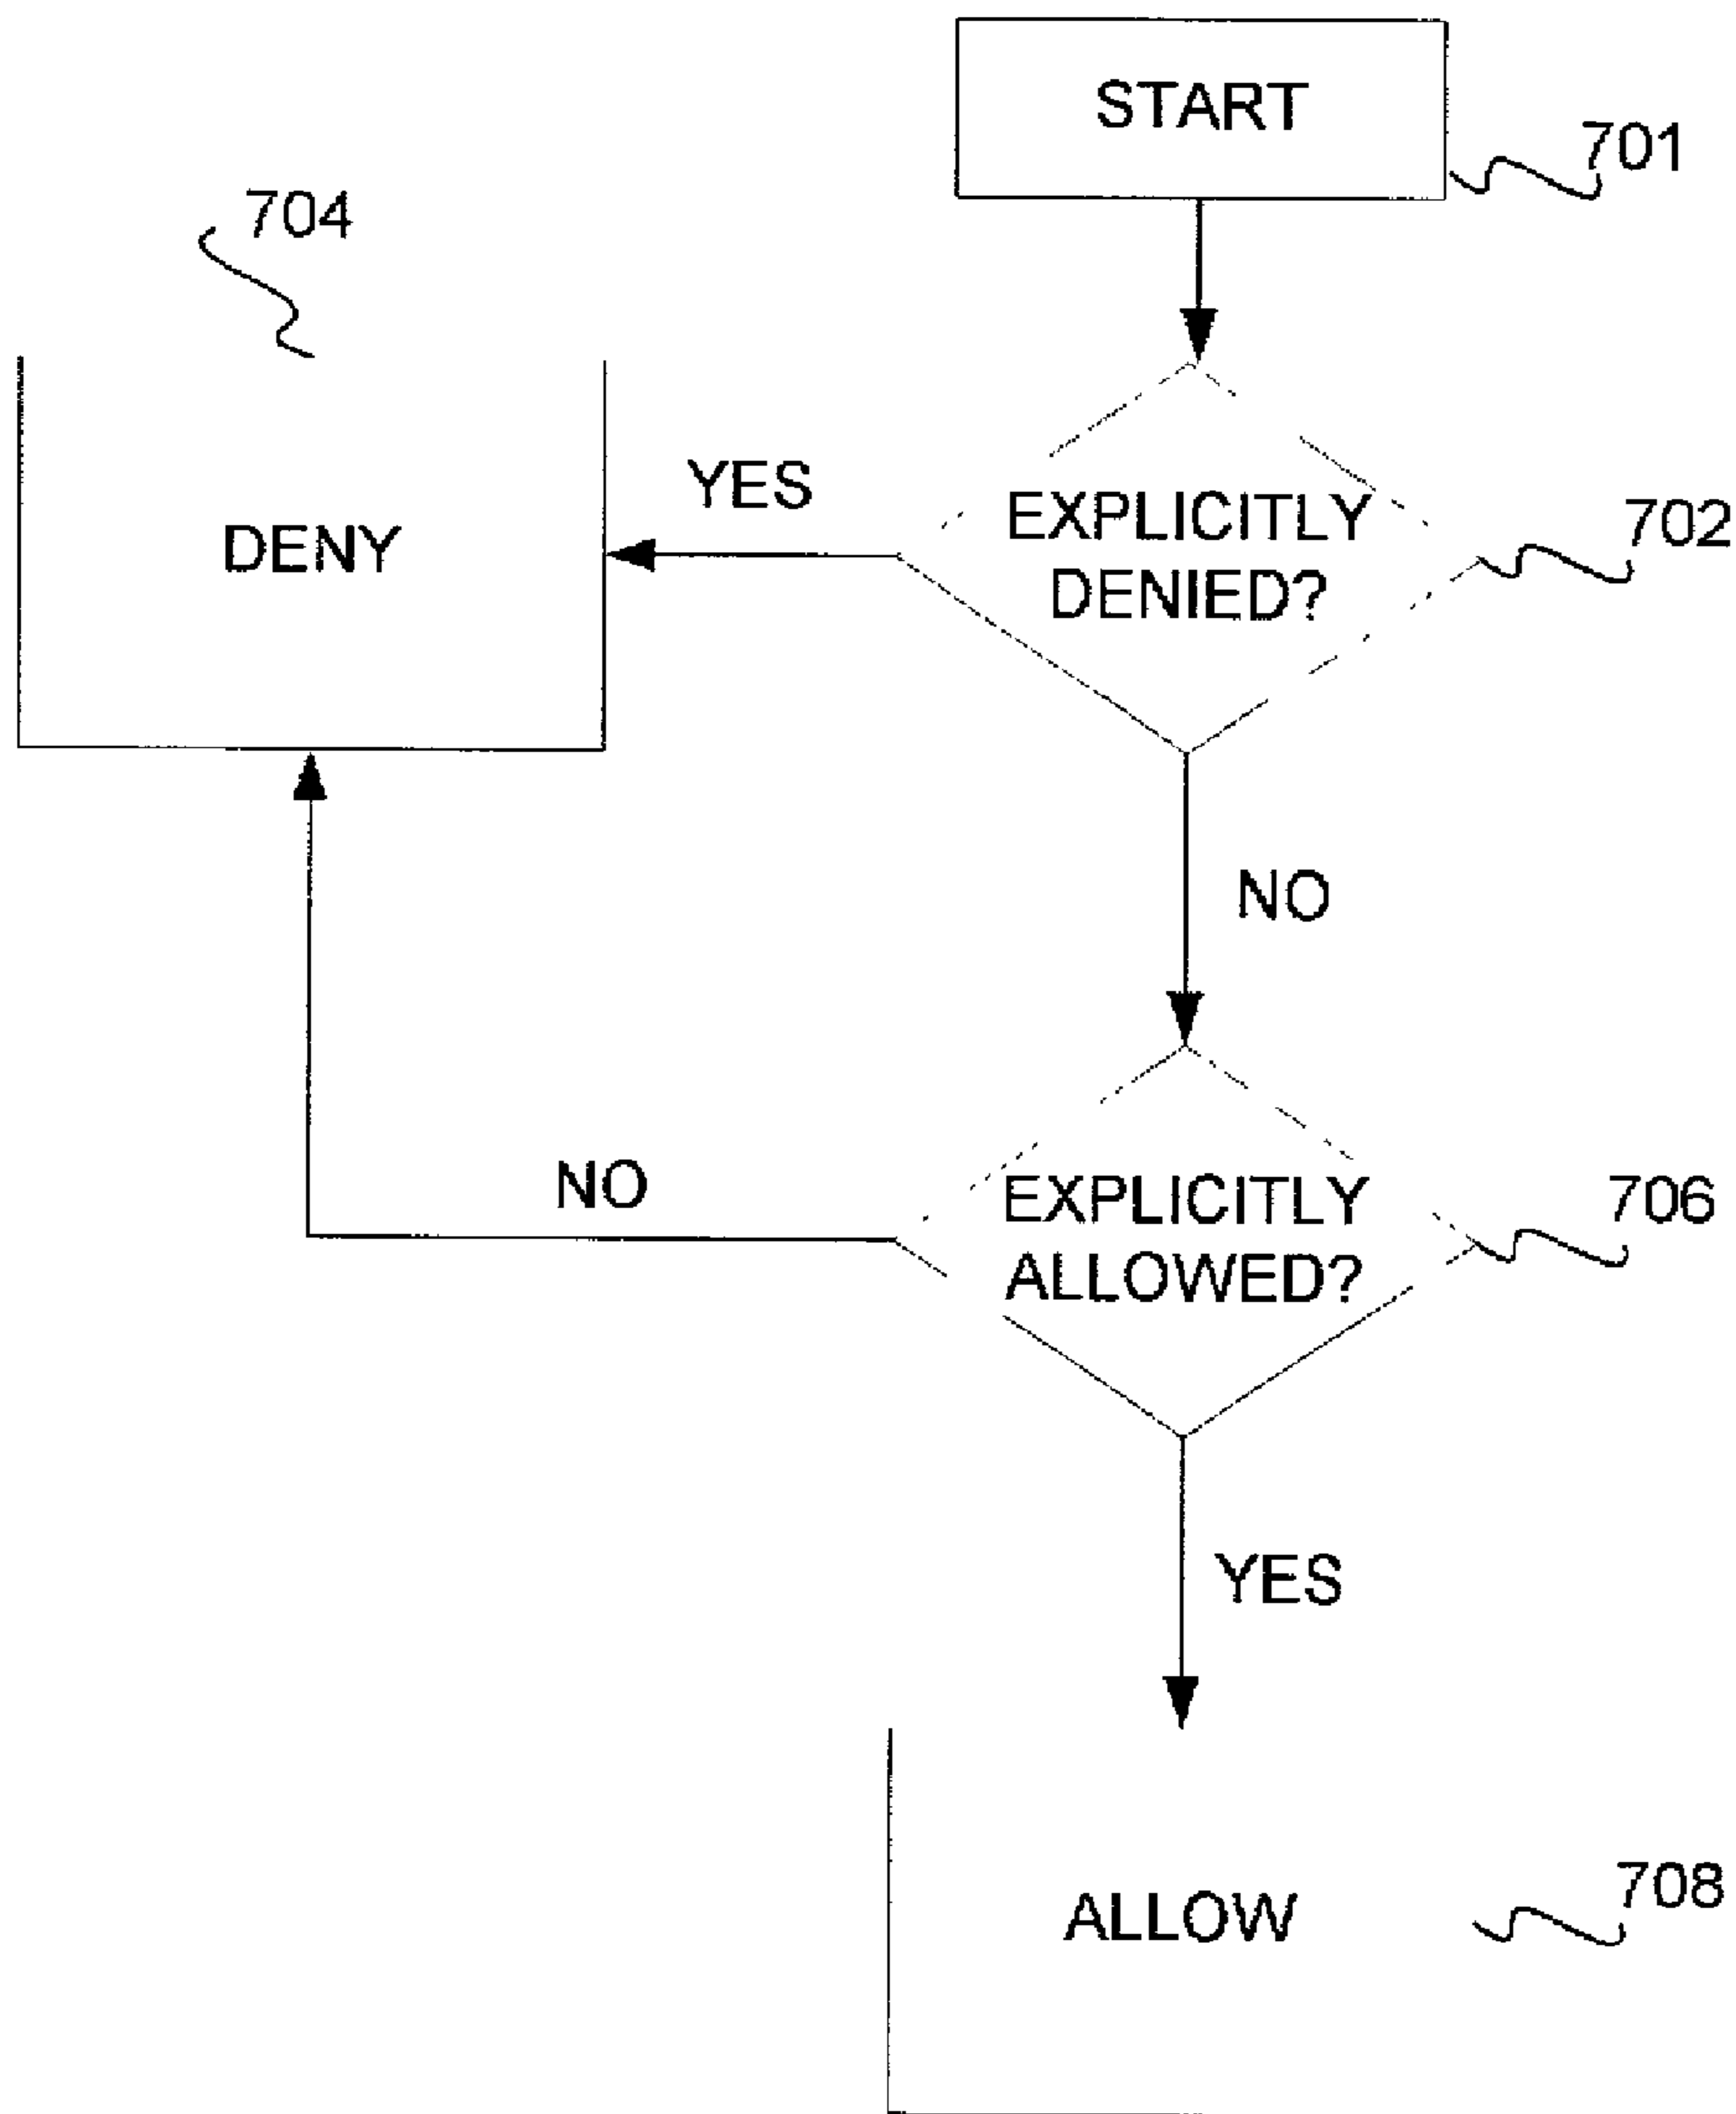 START
701
704
YES
EXPLICITLY
DENIED?
702
DENY
NO
NO
EXPLICITLY
ALLOWED?
706
YES
ALLOW
708